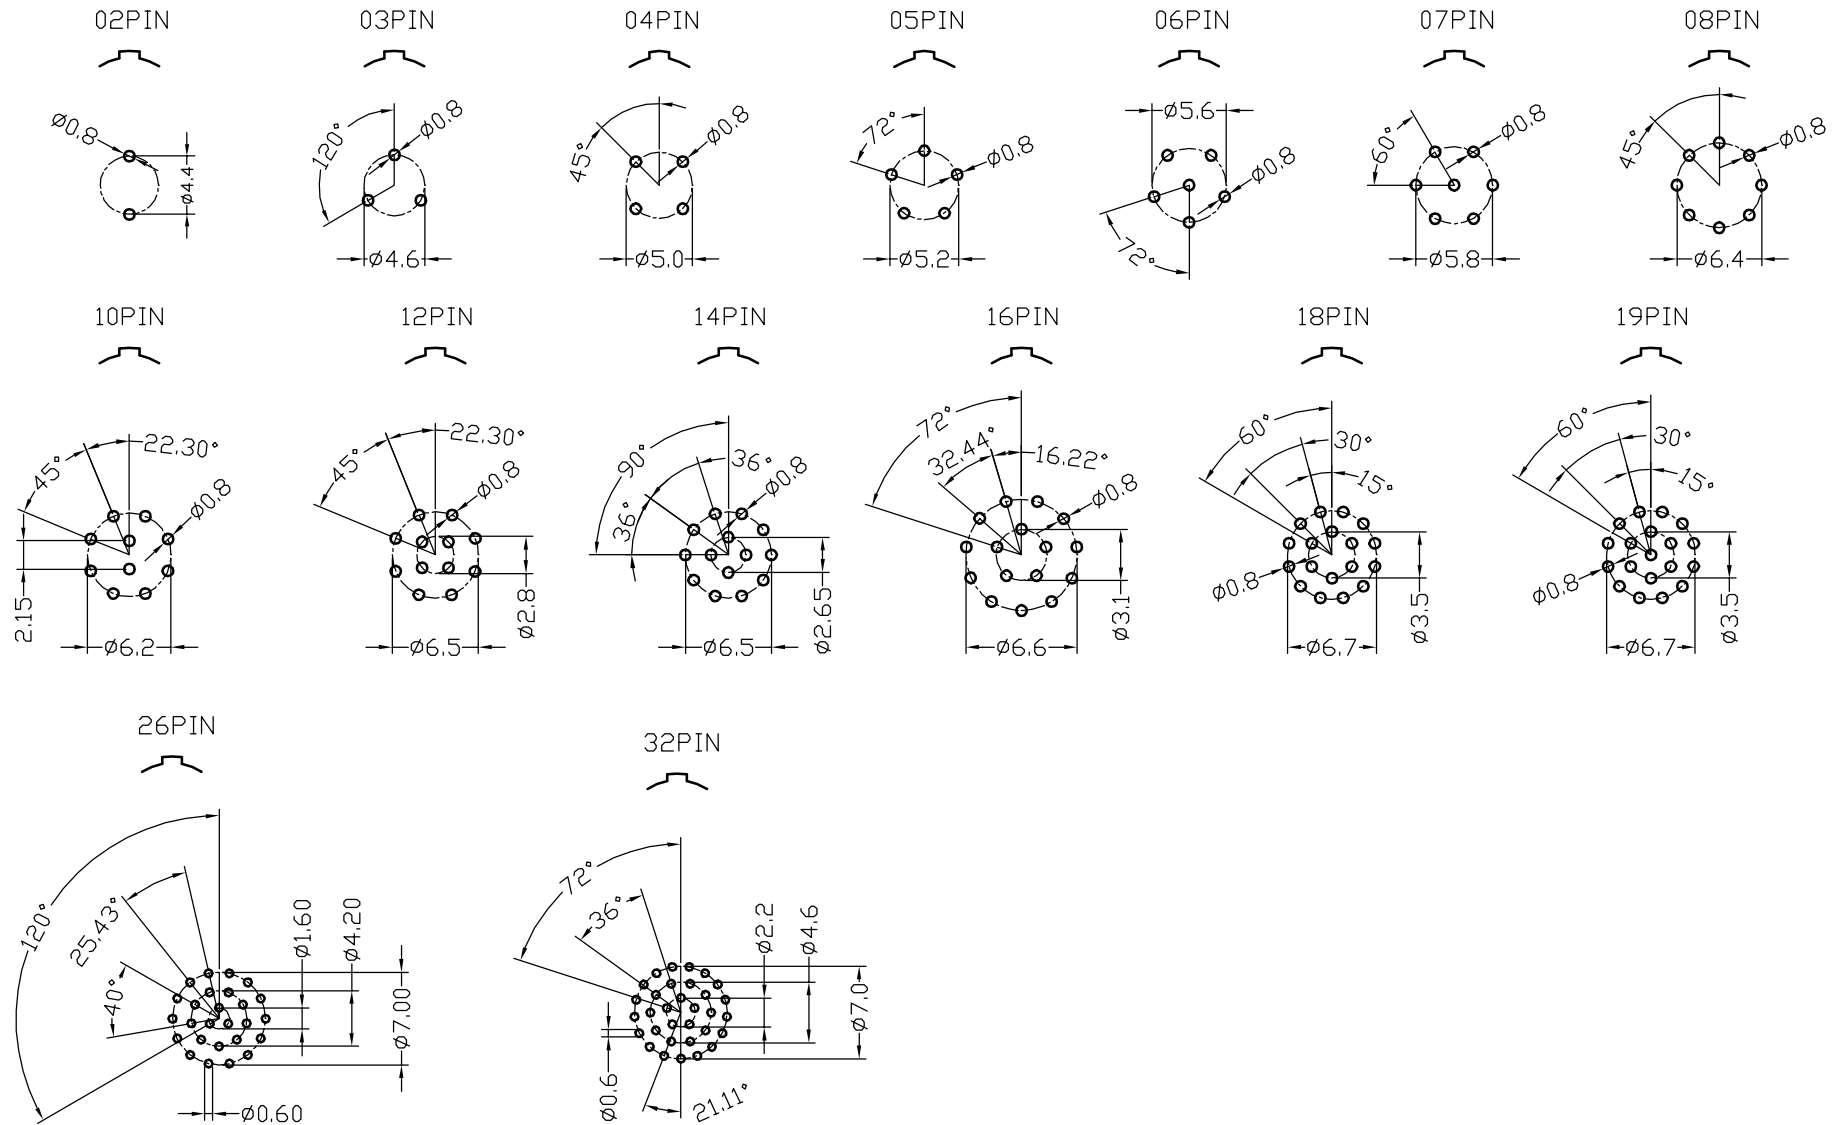 02PIN
03PIN
04PIN
05PIN
06PIN
07PIN
08PIN
Ø0.8
Ø4.4
120°
Ø0.8
Ø4.6
45°
Ø0.8
Ø5.0
72°
Ø0.8
Ø5.2
Ø5.6
Ø0.8
72°
60°
Ø0.8
Ø5.8
45°
Ø0.8
Ø6.4
10PIN
12PIN
14PIN
16PIN
18PIN
19PIN
45°
22.30°
Ø0.8
2.15
Ø6.2
45°
22.30°
Ø0.8
Ø2.8
Ø6.5
90°
36°
36°
Ø0.8
Ø2.65
Ø6.5
72°
32.44°
16.22°
Ø0.8
Ø3.1
Ø6.6
60°
30°
15°
Ø0.8
Ø3.5
Ø6.7
60°
30°
15°
Ø0.8
Ø3.5
Ø6.7
26PIN
32PIN
120°
25.43°
40°
Ø1.60
Ø4.20
Ø7.00
Ø0.60
72°
36°
Ø2.2
Ø4.6
Ø7.0
Ø0.6
21.11°